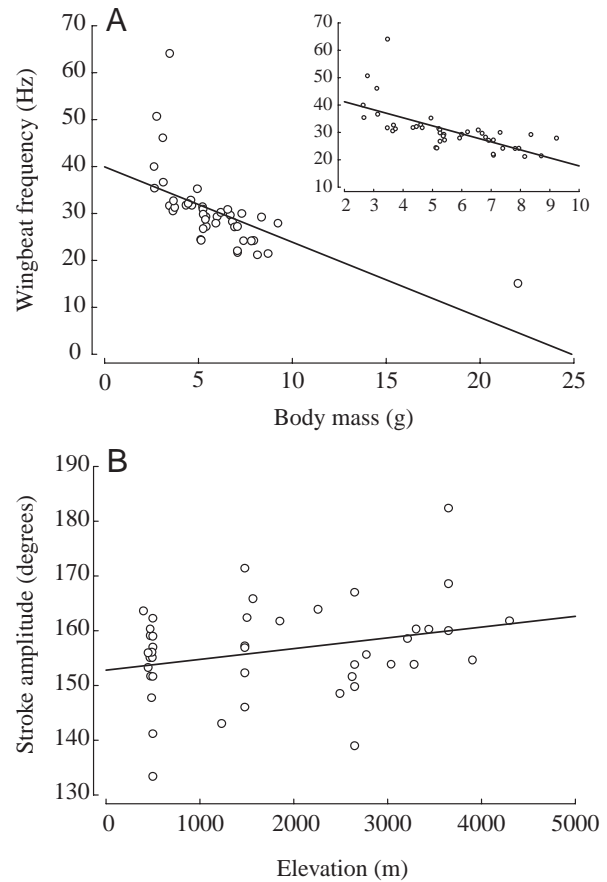 A
Wingbeat frequency (Hz)
70
60
50
40
30
20
10
0
0 5 10 15 20 25
Body mass (g)
70
60
50
40
30
20
10
2 3 4 5 6 7 8 9 10
B
Stroke amplitude (degrees)
190
180
170
160
150
140
130
0 1000 2000 3000 4000 5000
Elevation (m)